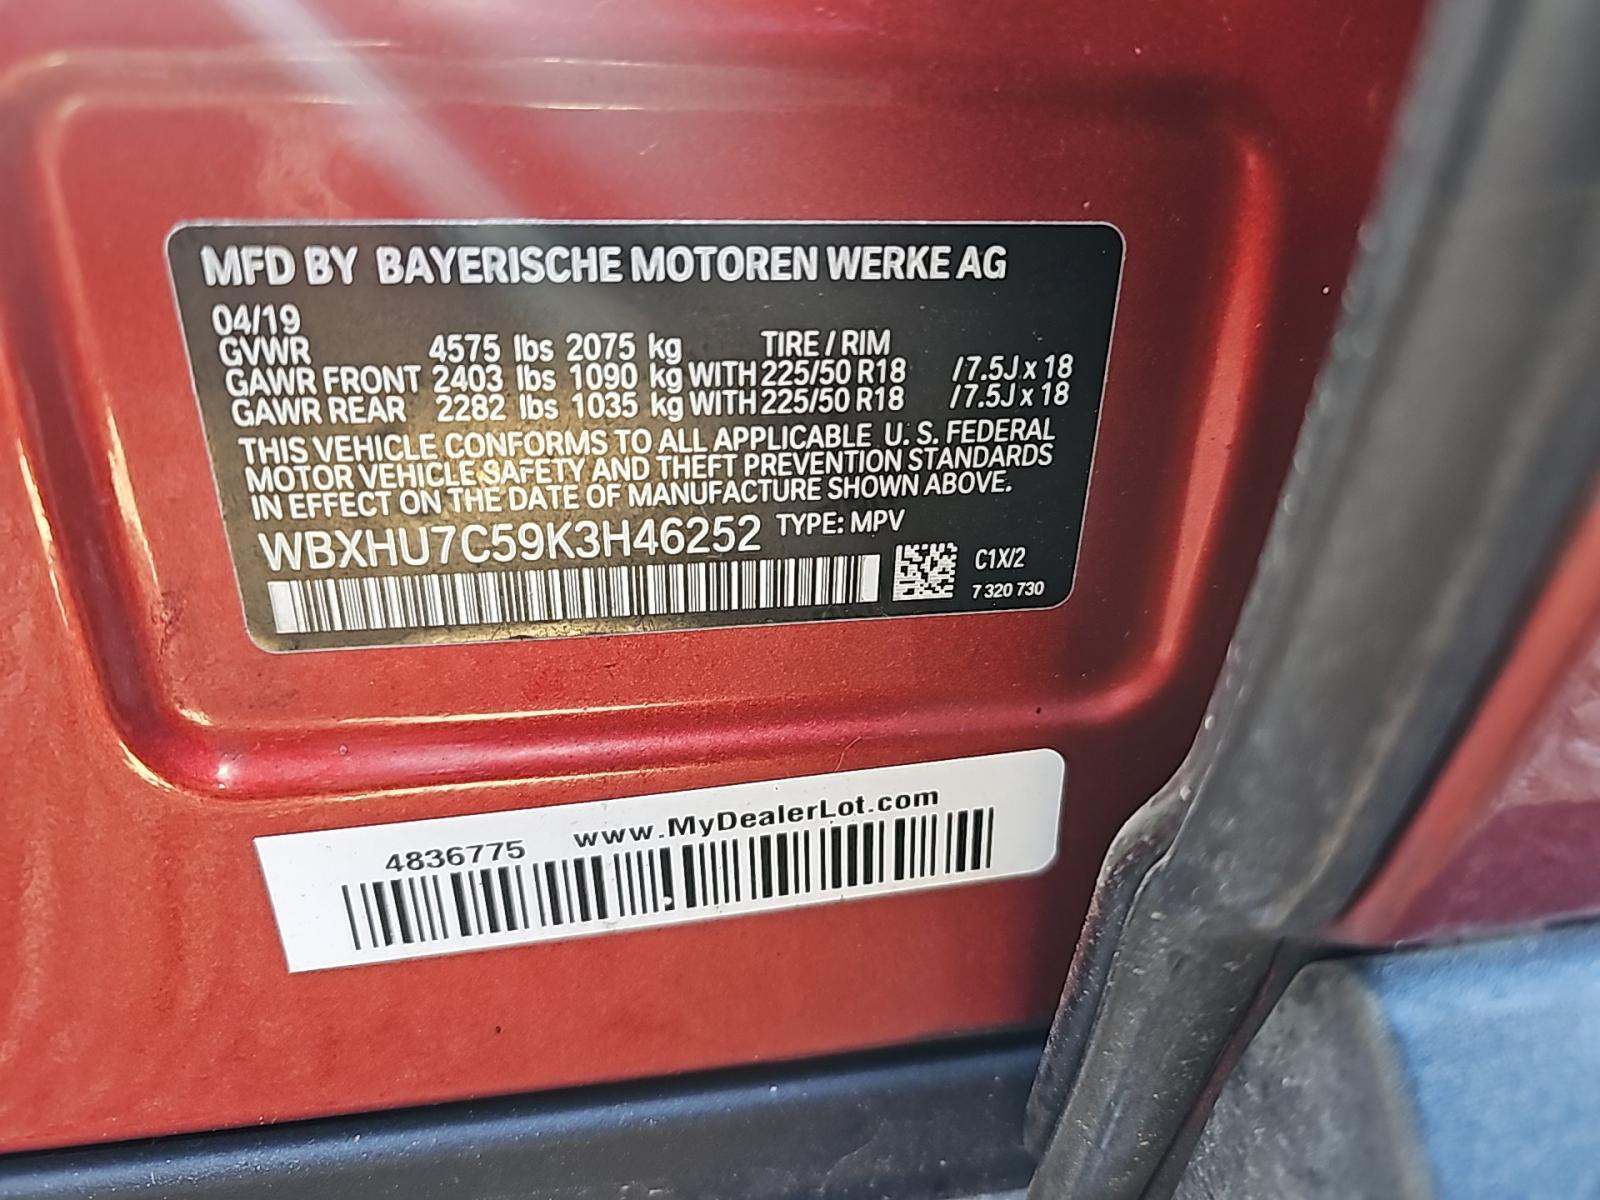 MFD BY BAYERISCHE MOTOREN WERKE AG
04/19
GVWR 4575 lbs 2075 kg TIRE / RIM
GAWR FRONT 2403 lbs 1090 kg WITH 225/50 R18 /7.5J x 18
GAWR REAR 2282 lbs 1035 kg WITH 225/50 R18 /7.5J x 18
THIS VEHICLE CONFORMS TO ALL APPLICABLE U. S. FEDERAL
MOTOR VEHICLE SAFETY AND THEFT PREVENTION STANDARDS
IN EFFECT ON THE DATE OF MANUFACTURE SHOWN ABOVE.
WBXHU7C59K3H46252 TYPE: MPV
C1X/2
7 320 730
4836775 www.MyDealerLot.com